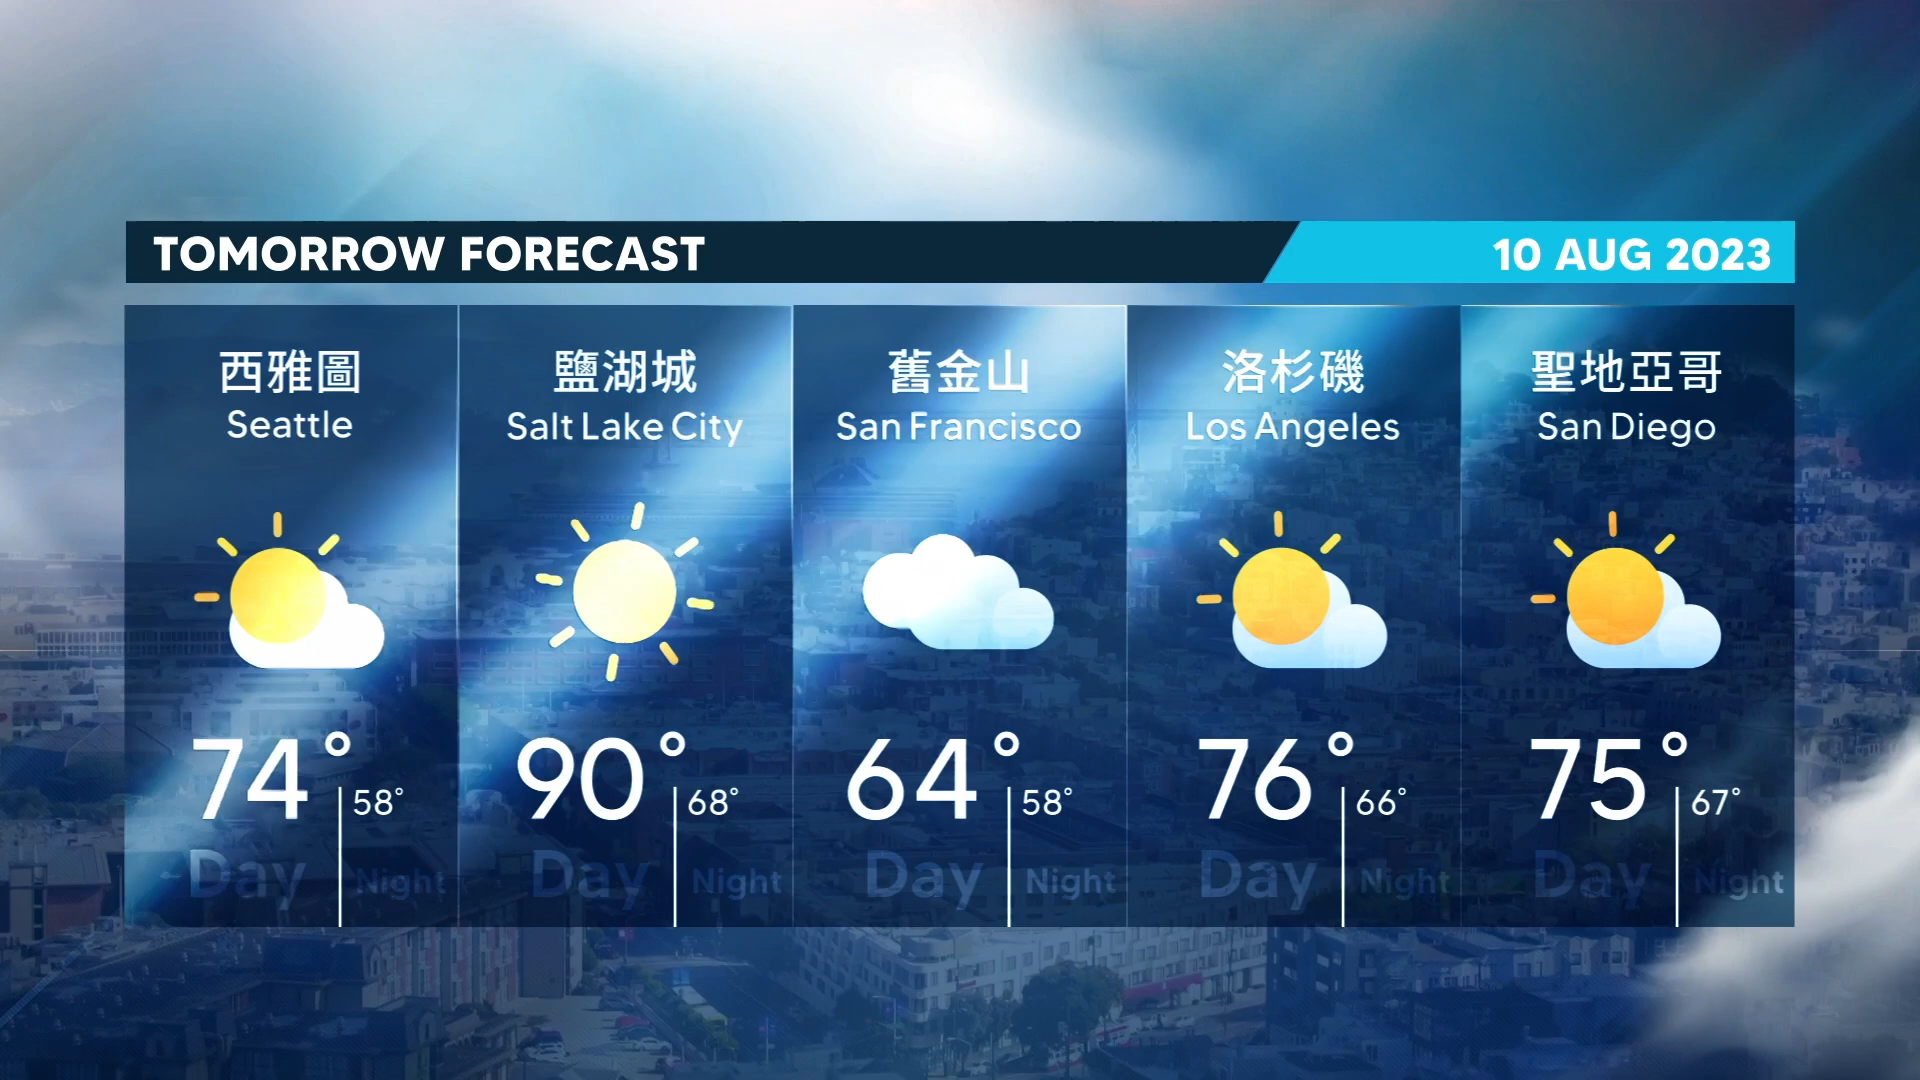 TOMORROW FORECAST
10 AUG 2023
西雅圖
Seattle
74°
58°
Day
Night
鹽湖城
Salt Lake City
90°
68°
Day
Night
舊金山
San Francisco
64°
58°
Day
Night
洛杉磯
Los Angeles
76°
66°
Day
Night
聖地亞哥
San Diego
75°
67°
Day
Night